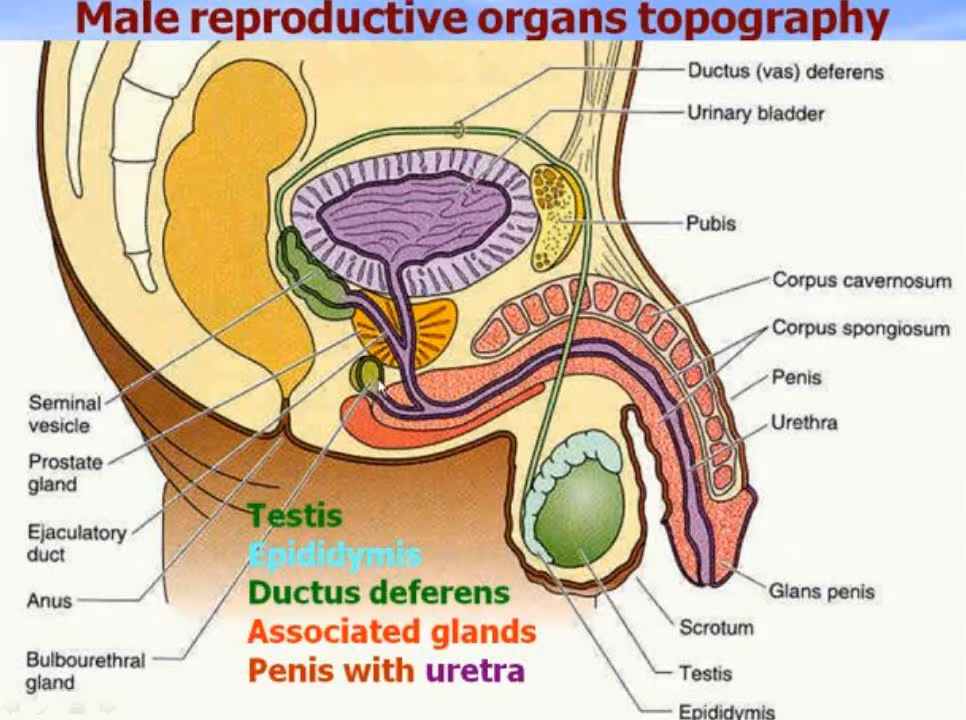 Male reproductive organs topography
Ductus (vas) deferens
Urinary bladder
Pubis
Corpus cavernosum
Corpus spongiosum
Penis
Urethra
Glans penis
Scrotum
Testis
Epididymis
Seminal
vesicle
Prostate
gland
Ejaculatory
duct
Anus
Bulbourethral
gland
Testis
Epididymis
Ductus deferens
Associated glands
Penis with uretra